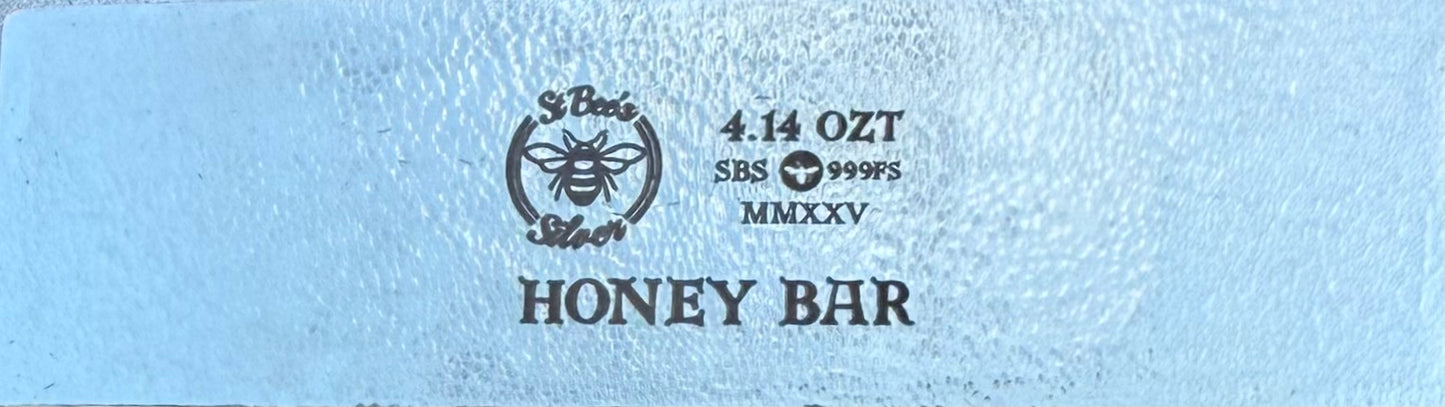 St Bee's
Silver
4.14 OZT
SBS 999FS
MMXXV
HONEY BAR